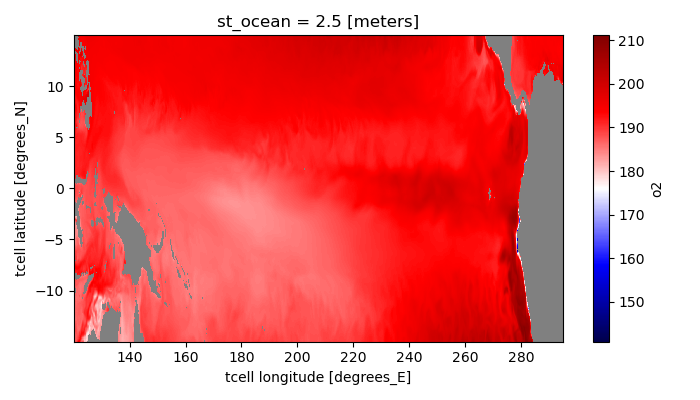 st_ocean = 2.5 [meters]
tcell latitude [degrees_N]
10
5
0
−5
−10
140 160 180 200 220 240 260 280
tcell longitude [degrees_E]
210
200
190
180
170
160
150
o2